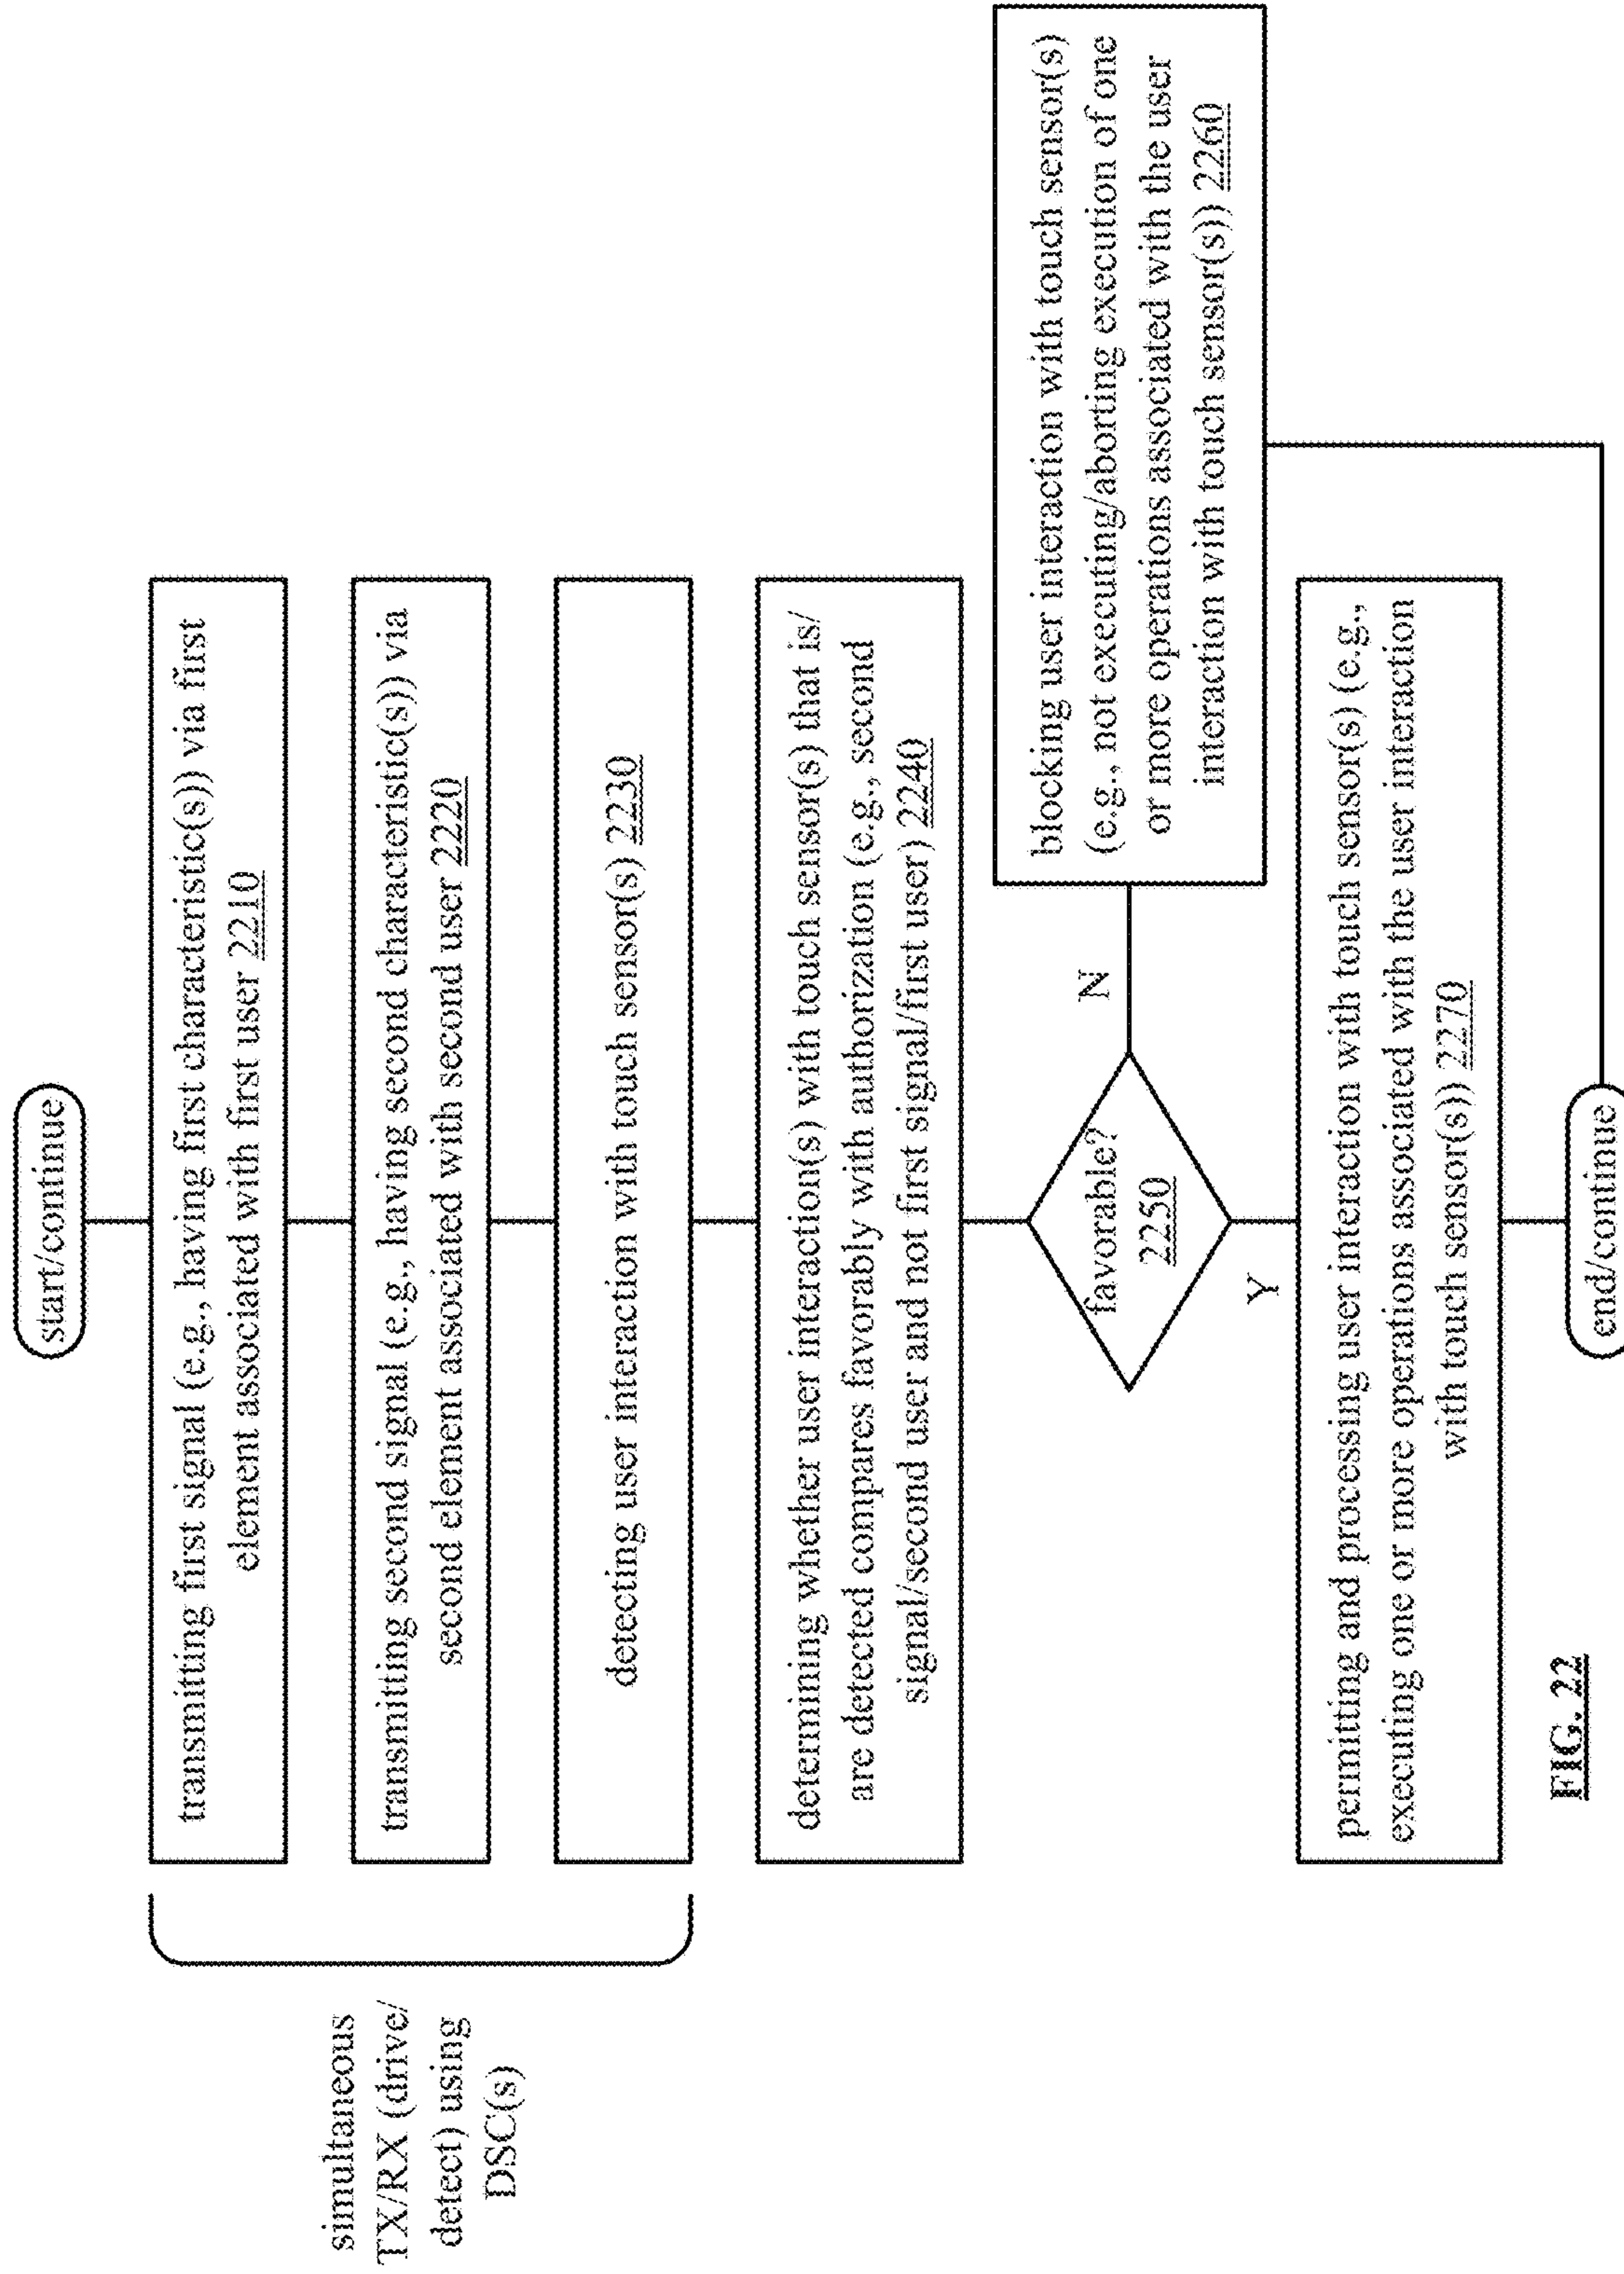 start/continue
transmitting first signal (e.g., having first characteristic(s)) via first
element associated with first user 2210
transmitting second signal (e.g., having second characteristic(s)) via
second element associated with second user 2220
detecting user interaction with touch sensor(s) 2230
simultaneous
TX/RX (drive/
detect) using
DSC(s)
determining whether user interaction(s) with touch sensor(s) that is/
are detected compares favorably with authorization (e.g., second
signal/second user and not first signal/first user) 2240
favorable?
2250
N
Y
blocking user interaction with touch sensor(s)
(e.g., not executing/aborting execution of one
or more operations associated with the user
interaction with touch sensor(s)) 2260
permitting and processing user interaction with touch sensor(s) (e.g.,
executing one or more operations associated with the user interaction
with touch sensor(s)) 2270
end/continue
FIG. 22